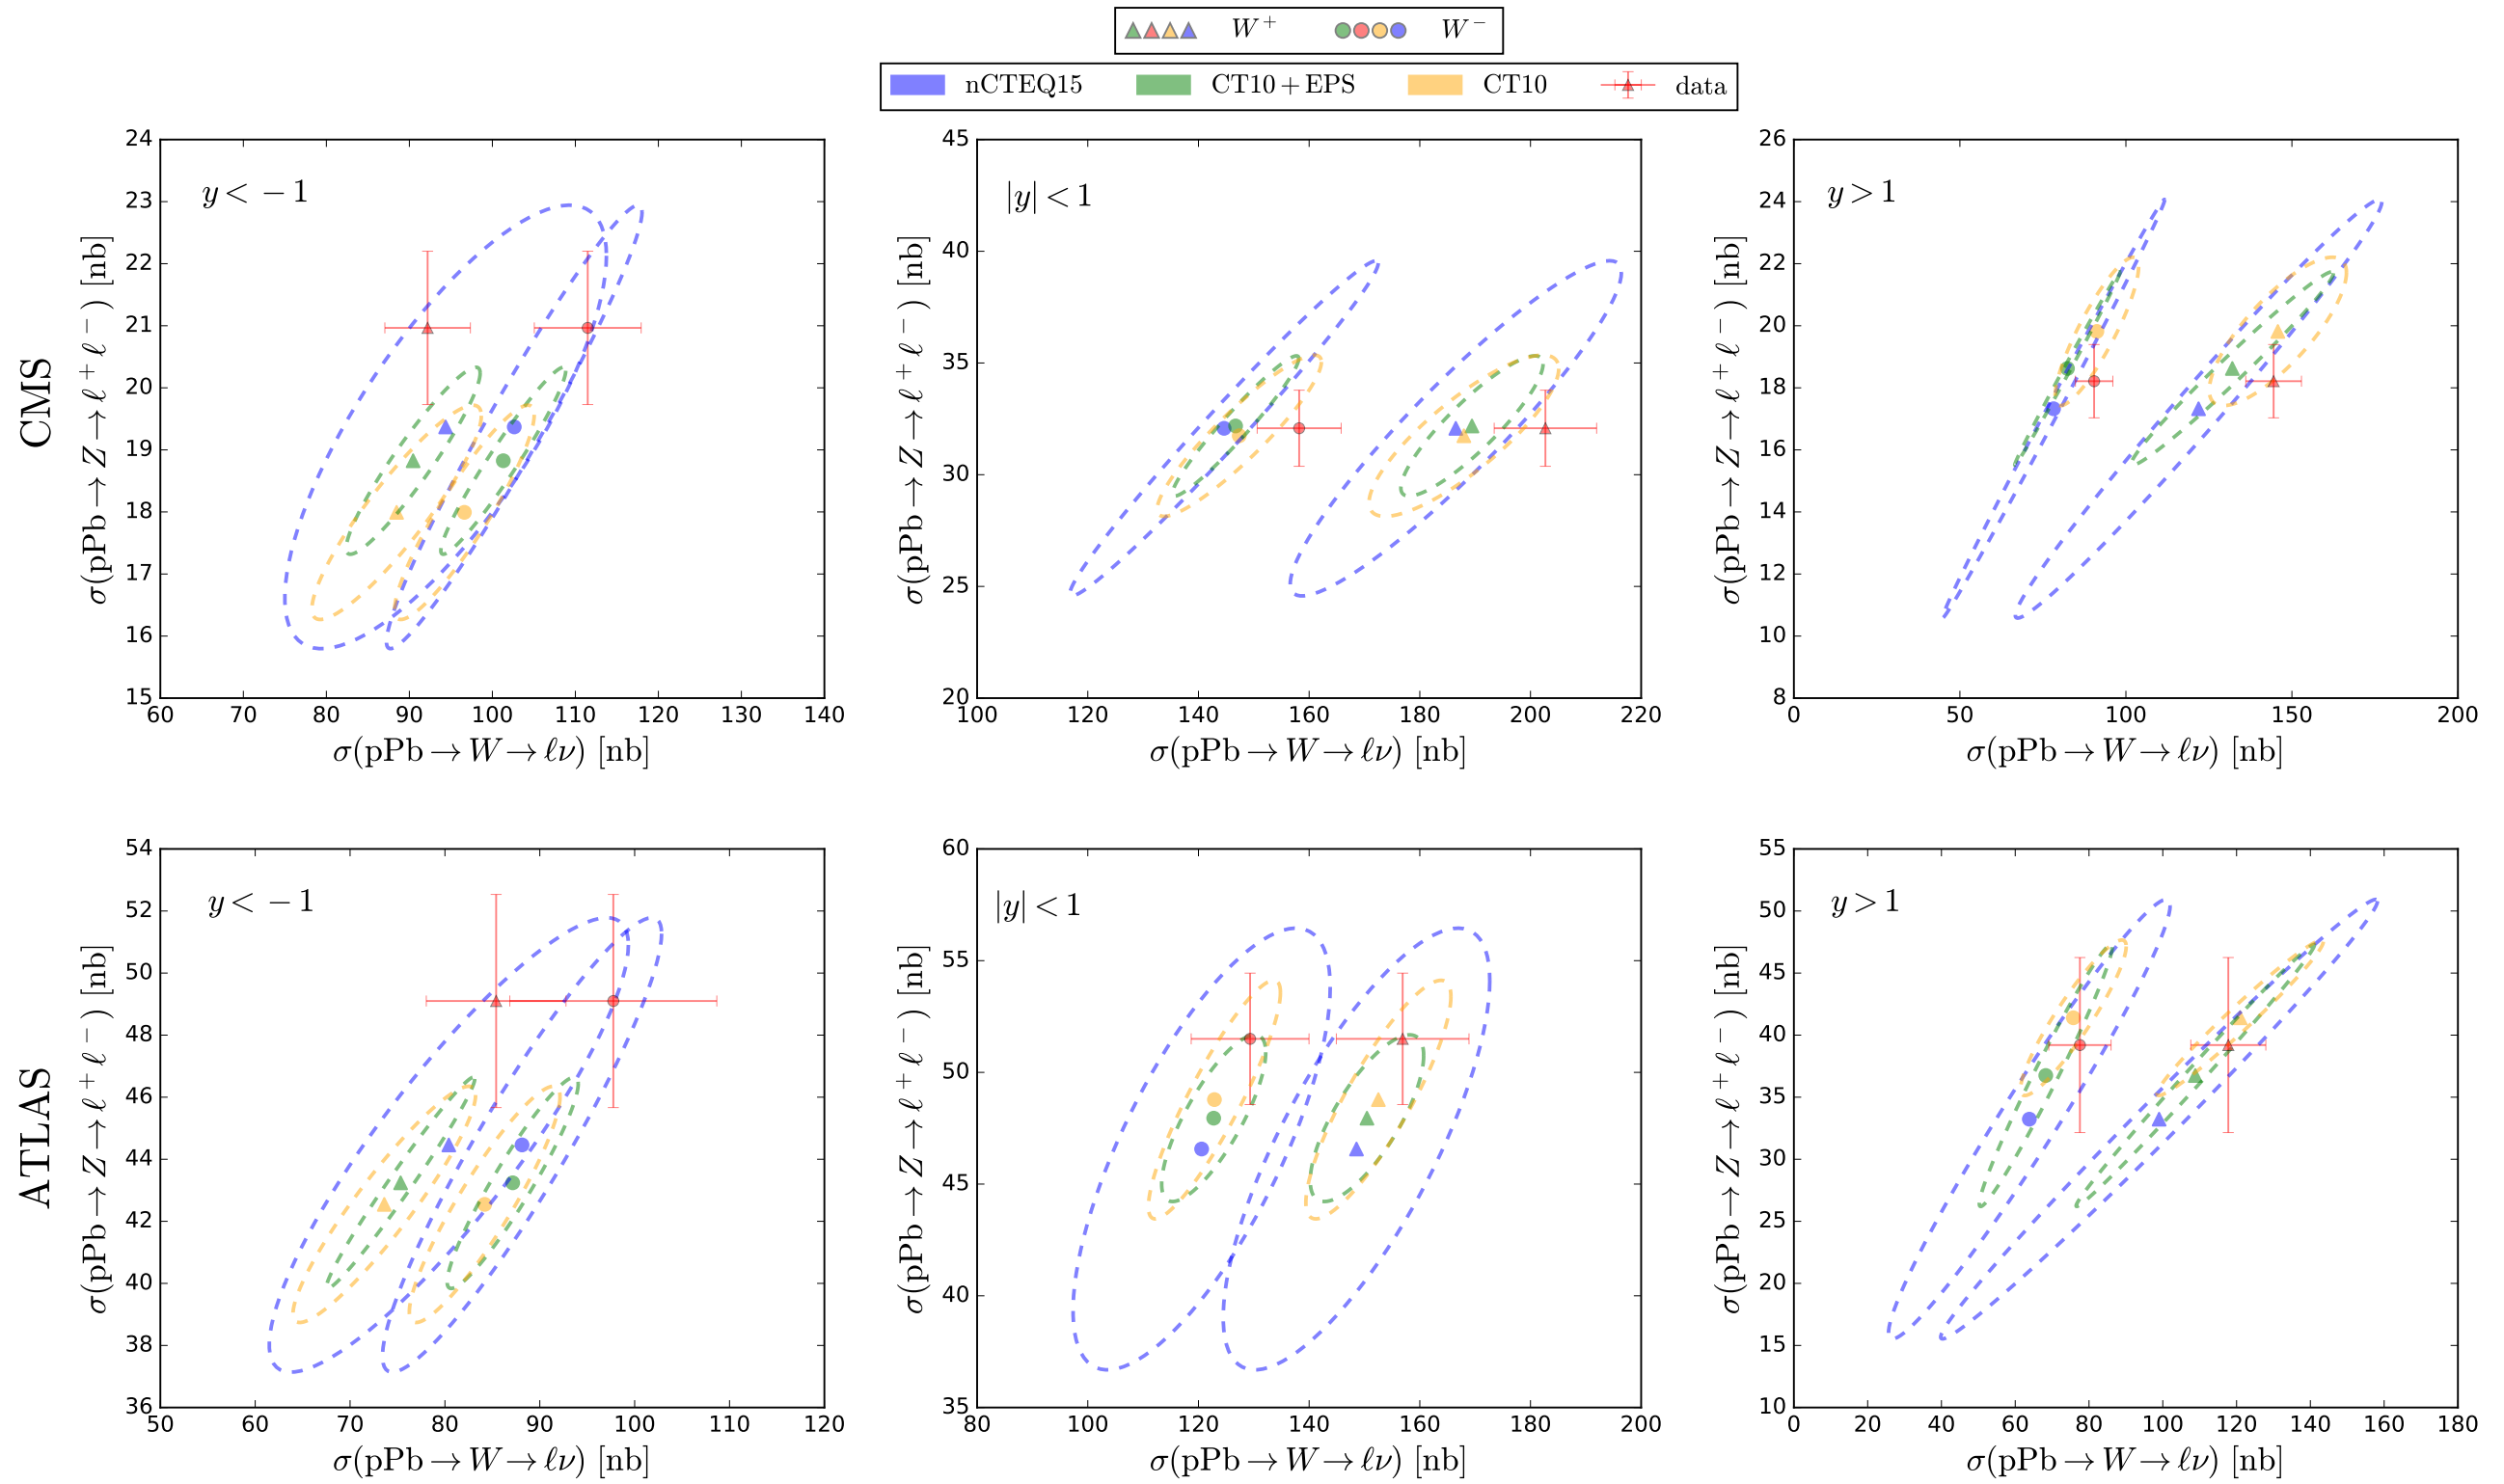 W⁺ W⁻
nCTEQ15 CT10+EPS CT10 data
CMS
σ(pPb→Z→ℓ⁺ℓ⁻) [nb]
24
23
22
21
20
19
18
17
16
15
y<−1
60 70 80 90 100 110 120 130 140
σ(pPb→W→ℓν) [nb]
σ(pPb→Z→ℓ⁺ℓ⁻) [nb]
45
40
35
30
25
20
|y|<1
100 120 140 160 180 200 220
σ(pPb→W→ℓν) [nb]
σ(pPb→Z→ℓ⁺ℓ⁻) [nb]
26
24
22
20
18
16
14
12
10
8
y>1
0 50 100 150 200
σ(pPb→W→ℓν) [nb]
ATLAS
σ(pPb→Z→ℓ⁺ℓ⁻) [nb]
54
52
50
48
46
44
42
40
38
36
y<−1
50 60 70 80 90 100 110 120
σ(pPb→W→ℓν) [nb]
σ(pPb→Z→ℓ⁺ℓ⁻) [nb]
60
55
50
45
40
35
|y|<1
80 100 120 140 160 180 200
σ(pPb→W→ℓν) [nb]
σ(pPb→Z→ℓ⁺ℓ⁻) [nb]
55
50
45
40
35
30
25
20
15
10
y>1
0 20 40 60 80 100 120 140 160 180
σ(pPb→W→ℓν) [nb]